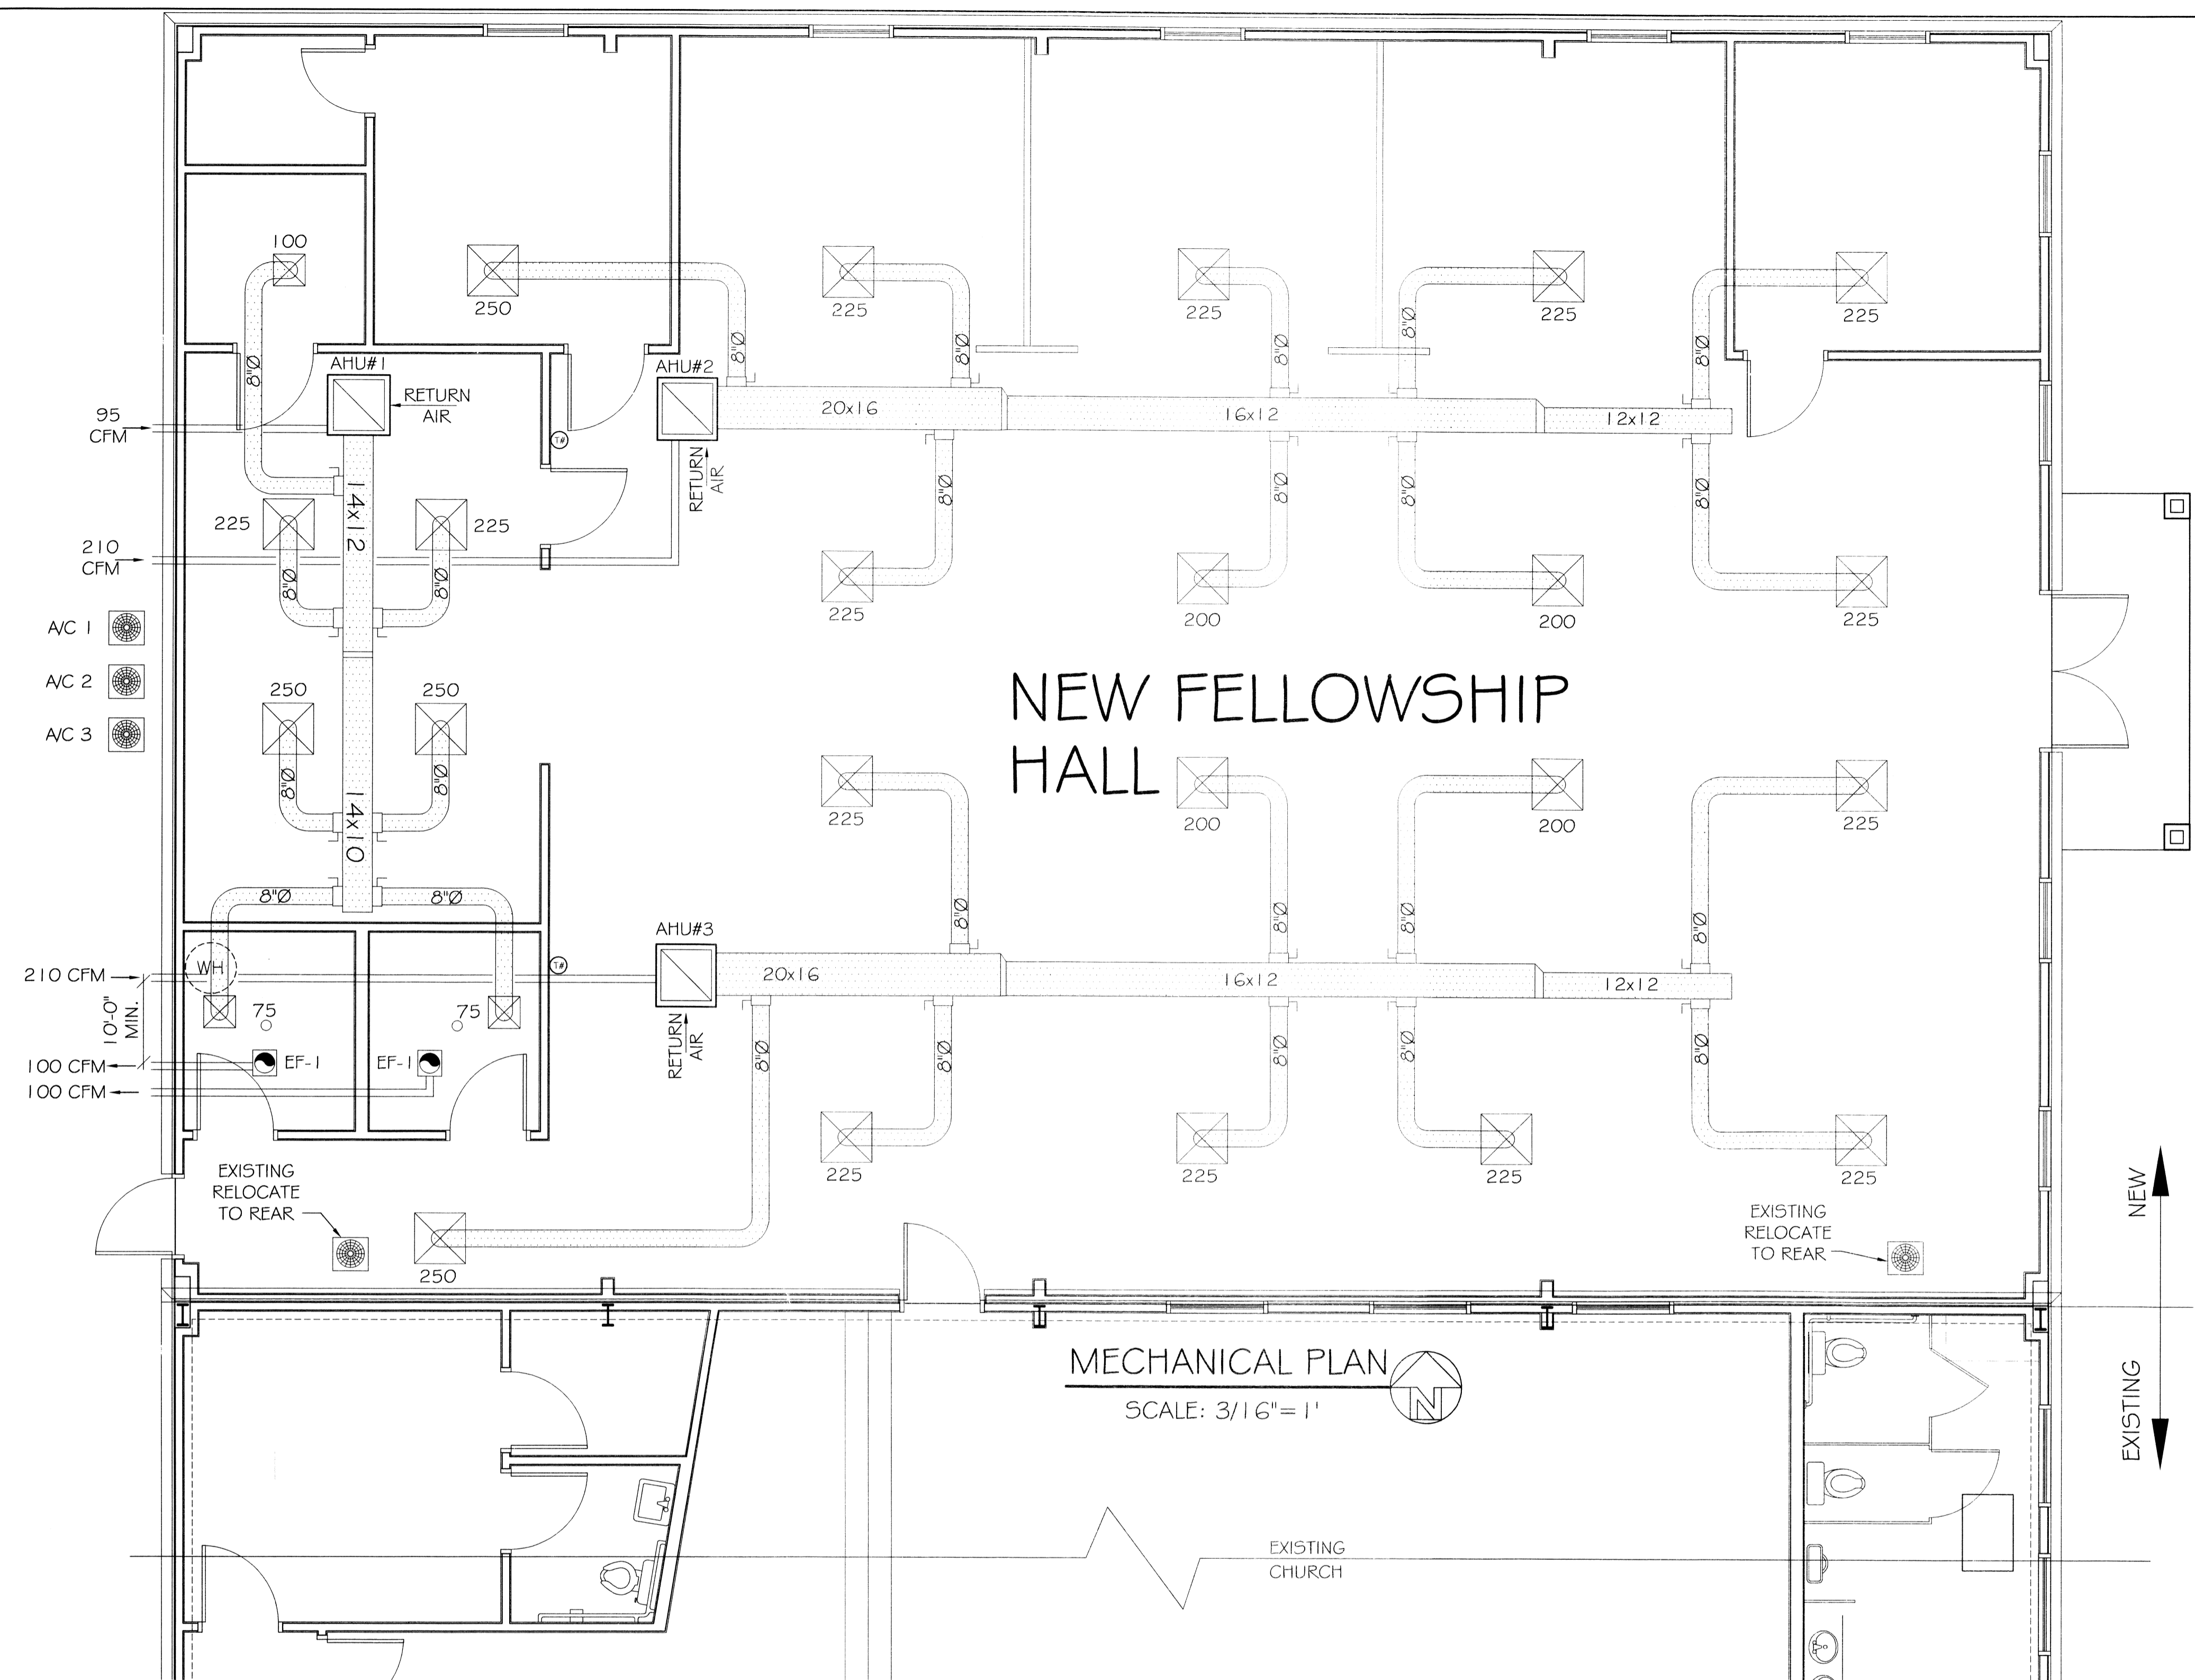 100
250
225
225
225
225
8"Ø
8"Ø
8"Ø
8"Ø
8"Ø
8"Ø
AHU#1
AHU#2
RETURN
AIR
20x16
16x12
12x12
95
CFM
T#
RETURN
AIR
8"Ø
8"Ø
8"Ø
8"Ø
14x12
225
225
210
CFM
8"Ø
8"Ø
225
200
200
225
A/C 1
A/C 2
A/C 3
NEW FELLOWSHIP
HALL
250
250
8"Ø
8"Ø
14x10
225
200
200
225
8"Ø
8"Ø
8"Ø
8"Ø
8"Ø
8"Ø
AHU#3
WH
T#
210 CFM
20x16
16x12
12x12
10'-0"
MIN.
75
75
RETURN
AIR
8"Ø
8"Ø
8"Ø
8"Ø
8"Ø
EF-1
EF-1
100 CFM
100 CFM
225
225
225
225
EXISTING
RELOCATE
TO REAR
250
EXISTING
RELOCATE
TO REAR
NEW
EXISTING
MECHANICAL PLAN
N
SCALE: 3/16"=1'
EXISTING
CHURCH